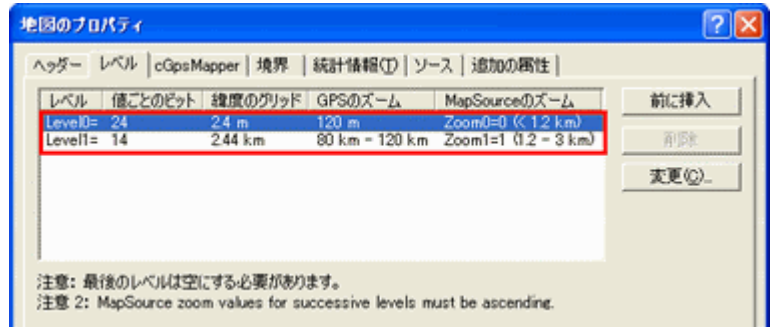 地図のプロパティ
ヘッダー レベル cGpsMapper 境界 統計情報(T) ソース 追加の属性
レベル 値ごとのビット 緯度のグリッド GPSのズーム MapSourceのズーム 前に挿入
Level0= 24 2.4 m 120 m Zoom0=0 (< 1.2 km)
Level1= 14 2.44 km 80 km - 120 km Zoom1=1 (1.2 - 3 km) 削除
変更(C)...
注意: 最後のレベルは空にする必要があります。
注意 2: MapSource zoom values for successive levels must be ascending.